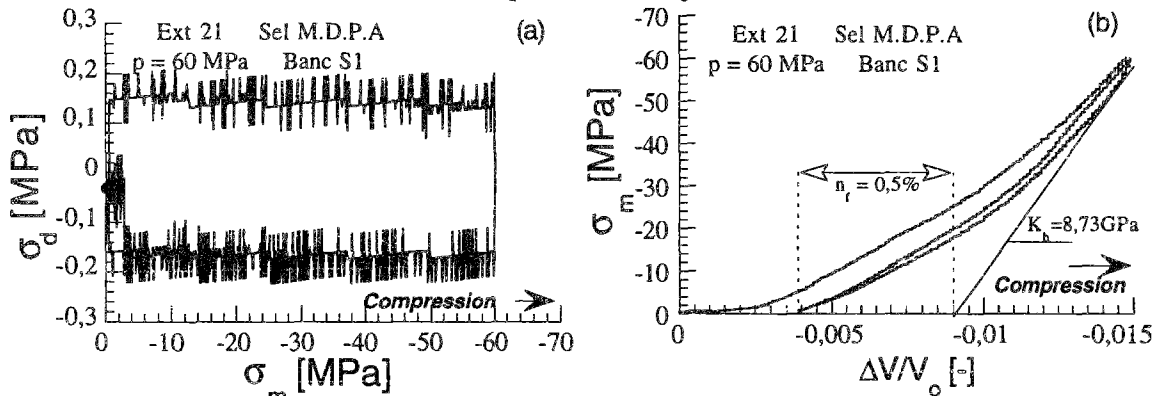 (a)
Ext 21 Sel M.D.P.A
p = 60 MPa Banc S1
0,3
0,2
0,1
0
-0,1
-0,2
-0,3
σd [MPa]
Compression
0 -10 -20 -30 -40 -50 -60 -70
σm [MPa]
(b)
Ext 21 Sel M.D.P.A
p = 60 MPa Banc S1
-70
-60
-50
-40
-30
-20
-10
0
σm [MPa]
nr = 0,5%
Kb=8,73GPa
Compression
0 -0,005 -0,01 -0,015
ΔV/Vo [-]